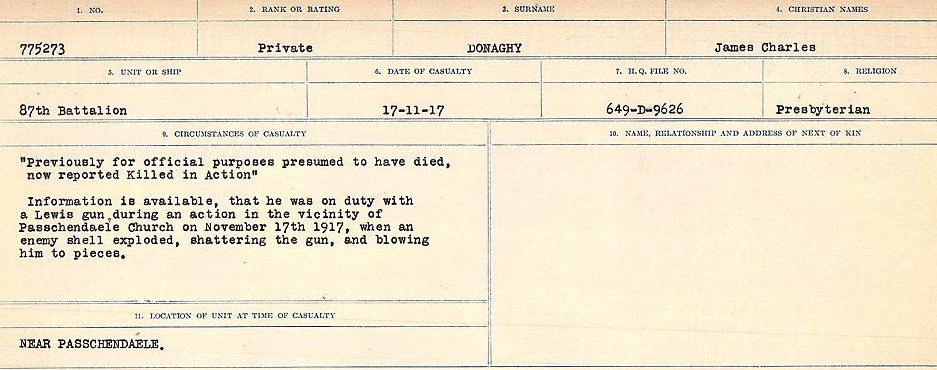 1. NO. 2. RANK OR RATING 3. SURNAME 4. CHRISTIAN NAMES
775273 Private DONAGHY James Charles
5. UNIT OR SHIP 6. DATE OF CASUALTY 7. H.Q. FILE NO. 8. RELIGION
87th Battalion 17-11-17 649-D-9626 Presbyterian
9. CIRCUMSTANCES OF CASUALTY
"Previously for official purposes presumed to have died,
now reported Killed in Action"
Information is available, that he was on duty with
a Lewis gun,during an action in the vicinity of
Passchendaele Church on November 17th 1917, when an
enemy shell exploded, shattering the gun, and blowing
him to pieces.
10. NAME, RELATIONSHIP AND ADDRESS OF NEXT OF KIN
11. LOCATION OF UNIT AT TIME OF CASUALTY
NEAR PASSCHENDAELE.